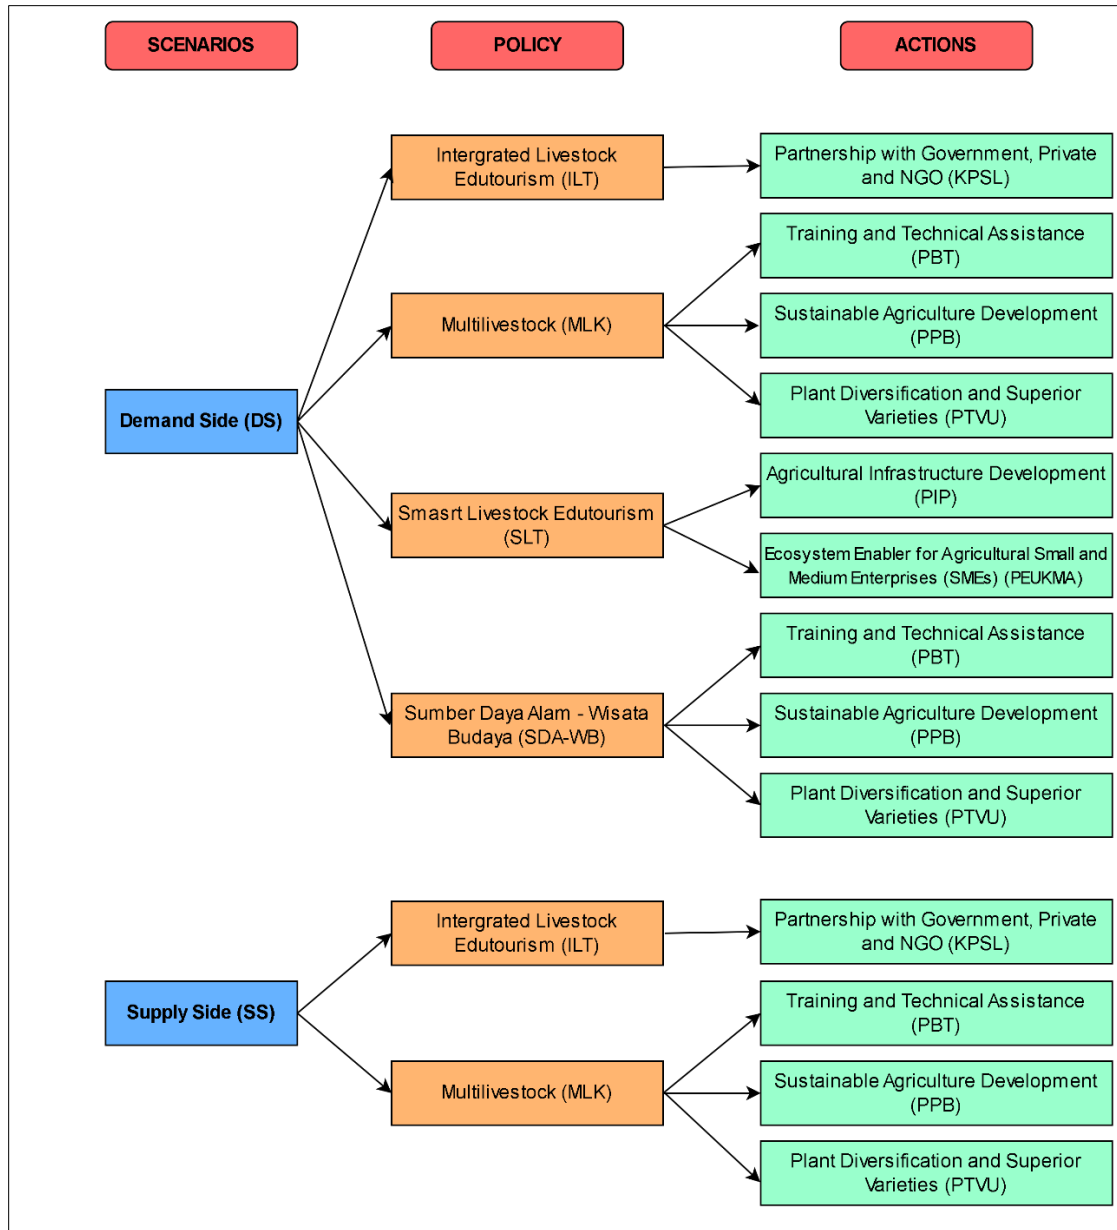 SCENARIOS
POLICY
ACTIONS
Demand Side (DS)
Intergrated Livestock
Edutourism (ILT)
Partnership with Government, Private
and NGO (KPSL)
Multilivestock (MLK)
Training and Technical Assistance
(PBT)
Sustainable Agriculture Development
(PPB)
Plant Diversification and Superior
Varieties (PTVU)
Smasrt Livestock Edutourism
(SLT)
Agricultural Infrastructure Development
(PIP)
Ecosystem Enabler for Agricultural Small and
Medium Enterprises (SMEs) (PEUKMA)
Sumber Daya Alam - Wisata
Budaya (SDA-WB)
Training and Technical Assistance
(PBT)
Sustainable Agriculture Development
(PPB)
Plant Diversification and Superior
Varieties (PTVU)
Supply Side (SS)
Intergrated Livestock
Edutourism (ILT)
Partnership with Government, Private
and NGO (KPSL)
Multilivestock (MLK)
Training and Technical Assistance
(PBT)
Sustainable Agriculture Development
(PPB)
Plant Diversification and Superior
Varieties (PTVU)